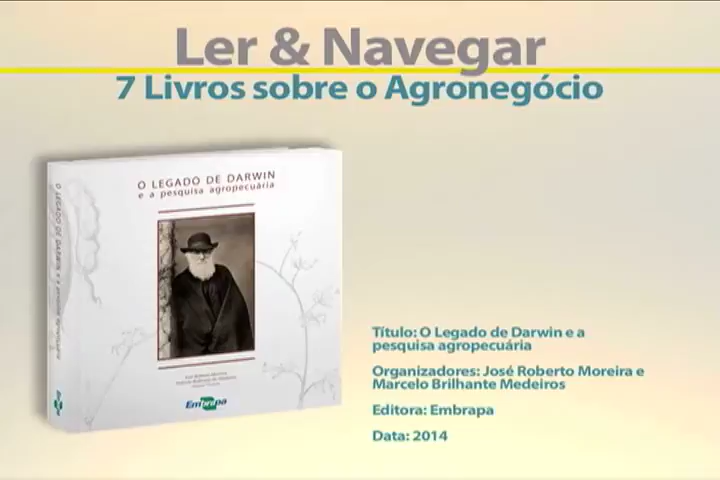 Ler & Navegar
7 Livros sobre o Agronegócio
O LEGADO DE DARWIN
e a pesquisa agropecuária
O LEGADO DE DARWIN e a pesquisa agropecuária
Embrapa
Título: O Legado de Darwin e a
pesquisa agropecuária
Organizadores: José Roberto Moreira e
Marcelo Brilhante Medeiros
Editora: Embrapa
Data: 2014